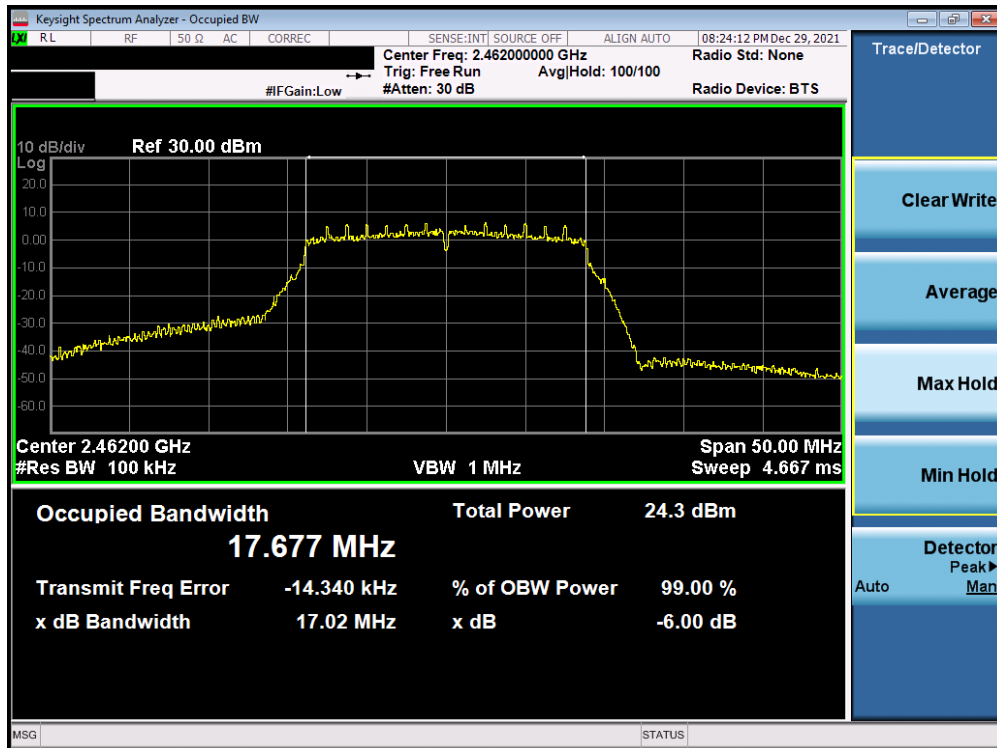 Keysight Spectrum Analyzer - Occupied BW
LXI RL RF 50 Ω AC CORREC SENSE:INT SOURCE OFF ALIGN AUTO 08:24:12 PM Dec 29, 2021
Center Freq: 2.462000000 GHz Radio Std: None
Trig: Free Run Avg|Hold: 100/100
#IFGain:Low #Atten: 30 dB Radio Device: BTS
Trace/Detector
10 dB/div Ref 30.00 dBm
Log
20.0
10.0
0.00
-10.0
-20.0
-30.0
-40.0
-50.0
-60.0
Center 2.46200 GHz Span 50.00 MHz
#Res BW 100 kHz VBW 1 MHz Sweep 4.667 ms
Occupied Bandwidth Total Power 24.3 dBm
17.677 MHz
Transmit Freq Error -14.340 kHz % of OBW Power 99.00 %
x dB Bandwidth 17.02 MHz x dB -6.00 dB
Clear Write
Average
Max Hold
Min Hold
Detector
Peak▶
Auto Man
MSG STATUS